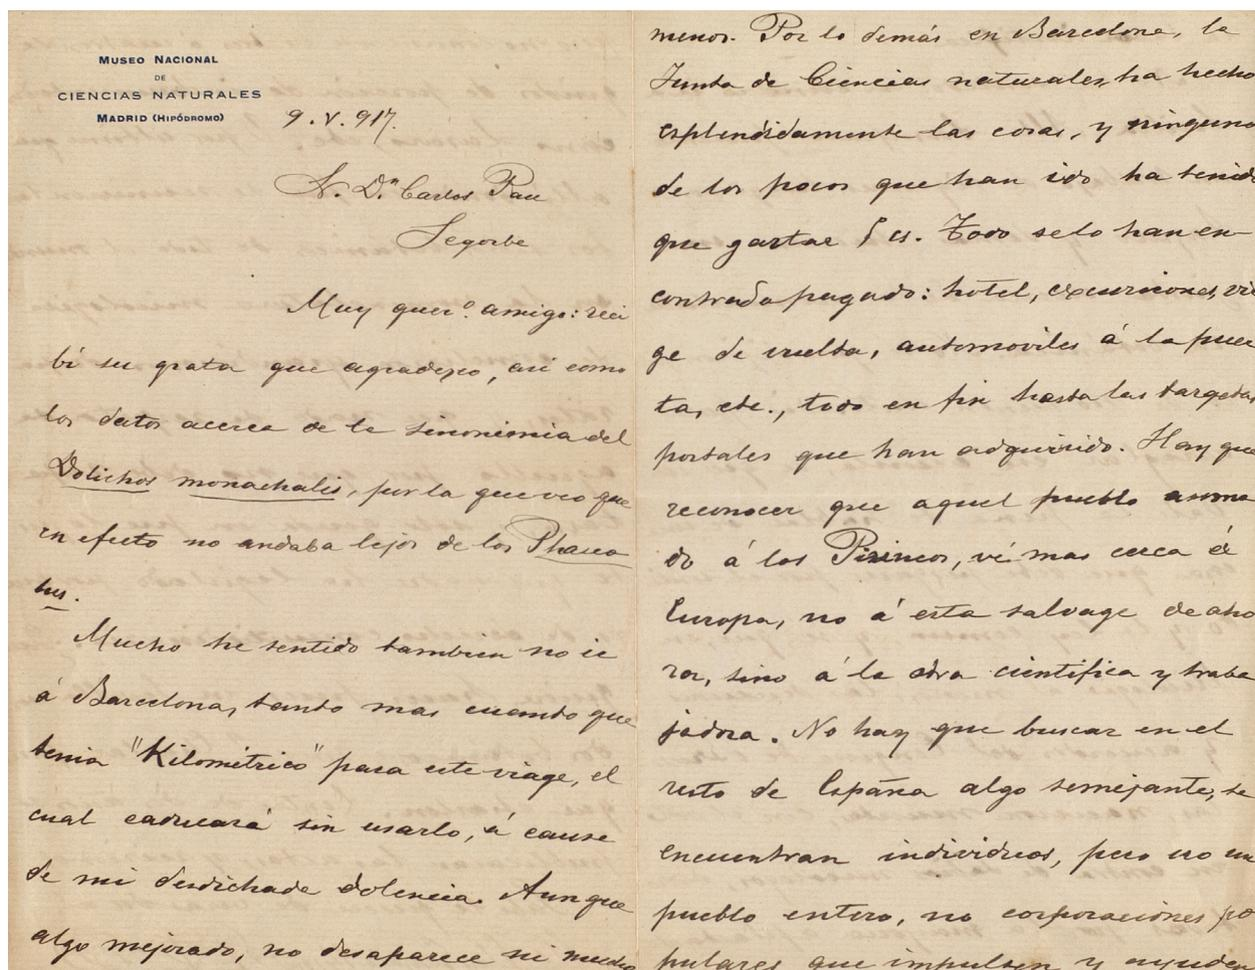 MUSEO NACIONAL
DE
CIENCIAS NATURALES
MADRID (HIPÓDROMO)
9. V. 917.
Dn Carlos Pau
Segorbe
Muy querº. amigo: reci
bí su grata que agradezco, asi como
los datos acerca de la sinonimia del
Dolichos monachalis, por la que veo que
en efecto no andaba lejos de los Phaseo
lus.
Mucho he sentido tambien no ir
á Barcelona, tanto mas cuando que
tenia "Kilométrico" para este viage, el
cual caducará sin usarlo, á causa
de mi desdichada dolencia. Aunque
algo mejorado, no desaparece ni mucho
menos. Por lo demás en Barcelona, la
Junta de Ciencias naturales, ha hecho
esplendidamente las cosas, y ninguno
de los pocos que han ido ha tenido
que gastar 5 cs. Todo se lo han en-
contrado pagado: hotel, excursiones, via
ge de vuelta, automoviles á la puer
ta, etc., todo en fin hasta las targetas
postales que han adquirido. Hay que
reconocer que aquel pueblo asoma
do á los Pirineos, vé mas cerca á
Europa, no á esta salvage de aho
ra, sino á la otra cientifica y traba
jadora. No hay que buscar en el
resto de España algo semejante, se
encuentran individuos, pero no un
pueblo entero, no corporaciones po
pulares que impulsen y ayuden